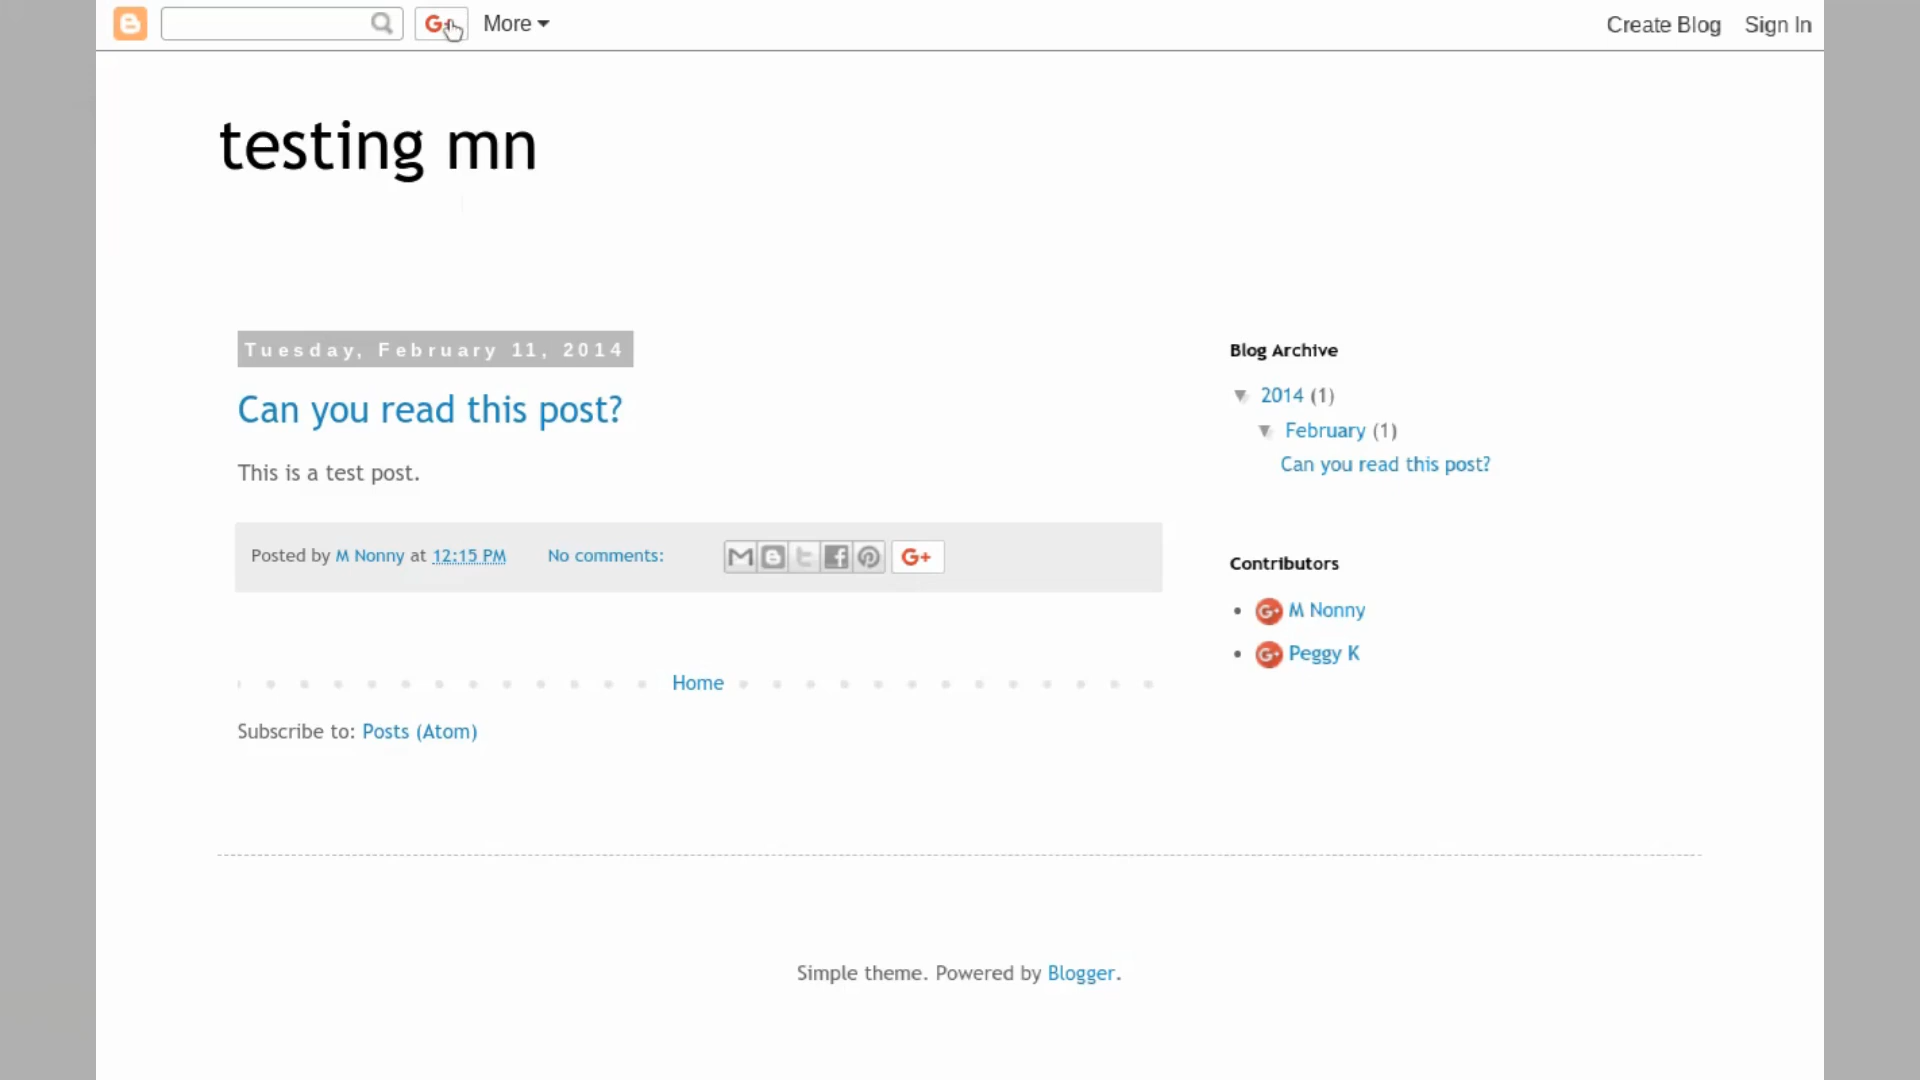 More
Create Blog
Sign In
testing mn
Tuesday, February 11, 2014
Can you read this post?
This is a test post.
Posted by M Nonny at 12:15 PM
No comments:
G+
Home
Subscribe to: Posts (Atom)
Blog Archive
▼ 2014 (1)
▼ February (1)
Can you read this post?
Contributors
M Nonny
Peggy K
Simple theme. Powered by Blogger.